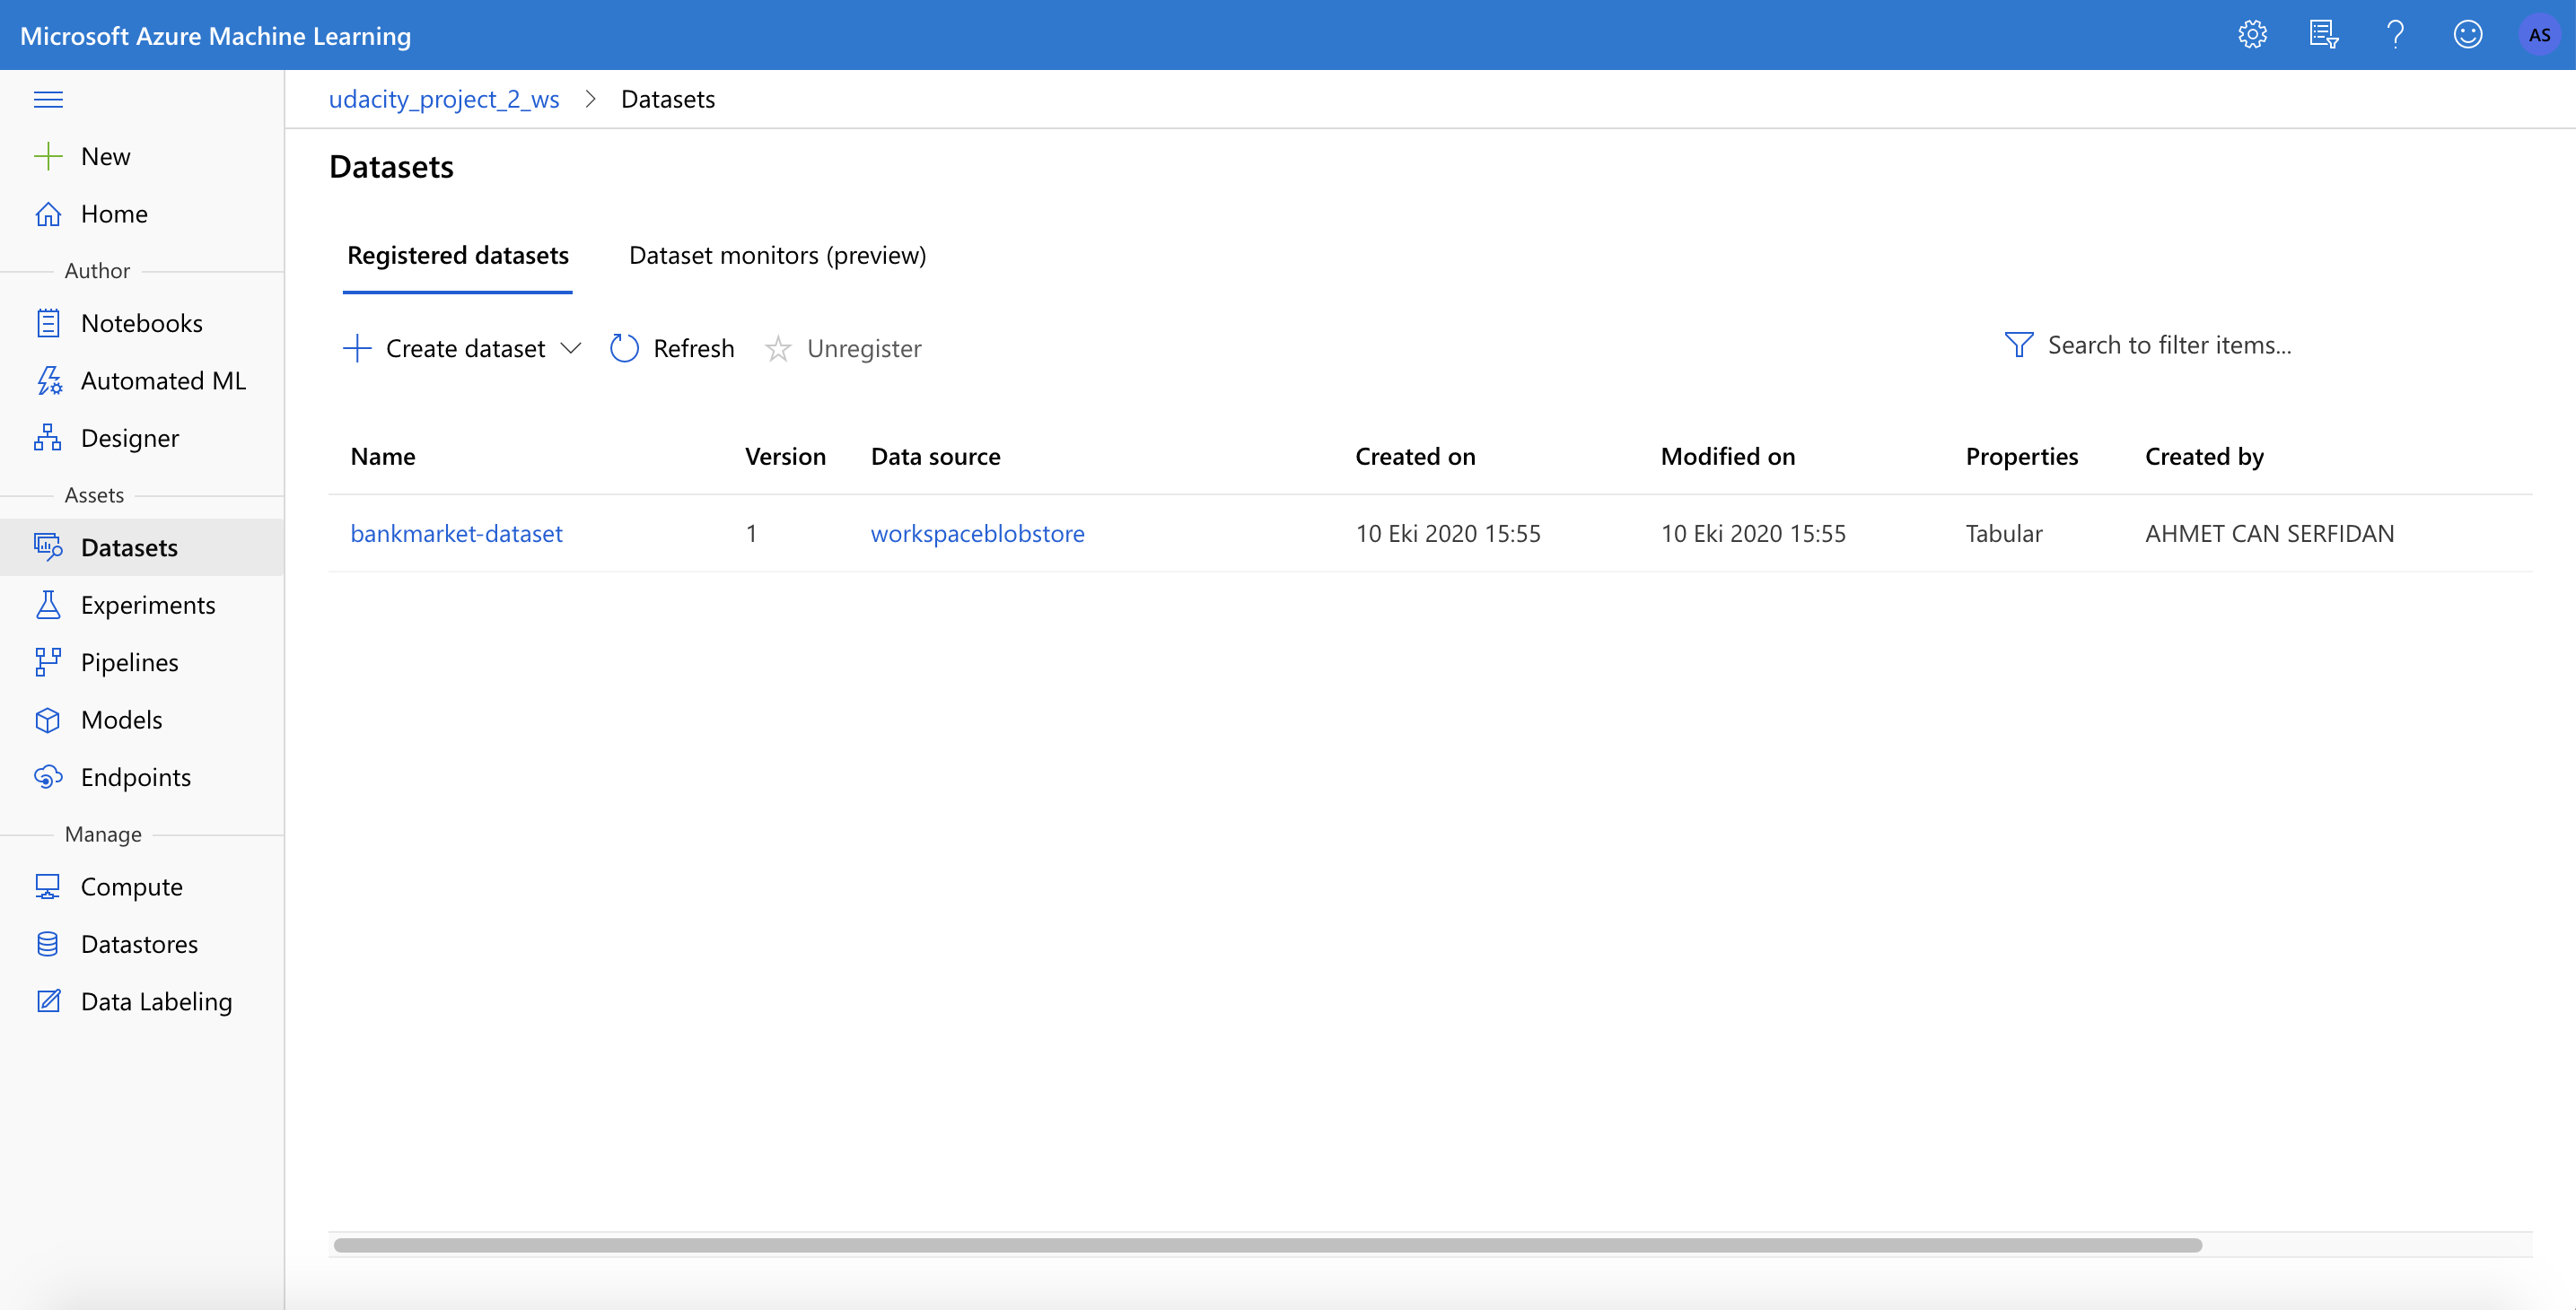 Microsoft Azure Machine Learning
AS
udacity_project_2_ws > Datasets
New
Home
Author
Notebooks
Automated ML
Designer
Assets
Datasets
Experiments
Pipelines
Models
Endpoints
Manage
Compute
Datastores
Data Labeling
Datasets
Registered datasets Dataset monitors (preview)
Create dataset Refresh Unregister Search to filter items...
Name Version Data source Created on Modified on Properties Created by
bankmarket-dataset 1 workspaceblobstore 10 Eki 2020 15:55 10 Eki 2020 15:55 Tabular AHMET CAN SERFIDAN